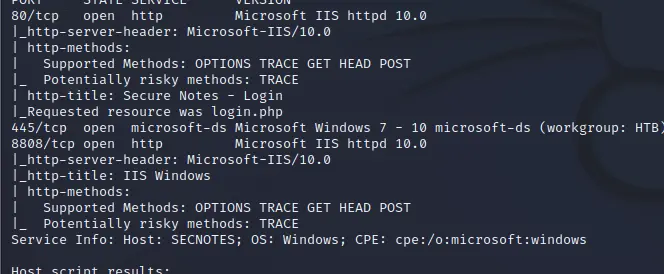 PORT     STATE SERVICE      VERSION
80/tcp   open  http         Microsoft IIS httpd 10.0
|_http-server-header: Microsoft-IIS/10.0
| http-methods:
|   Supported Methods: OPTIONS TRACE GET HEAD POST
|_  Potentially risky methods: TRACE
| http-title: Secure Notes - Login
|_Requested resource was login.php
445/tcp  open  microsoft-ds Microsoft Windows 7 - 10 microsoft-ds (workgroup: HTB)
8808/tcp open  http         Microsoft IIS httpd 10.0
|_http-server-header: Microsoft-IIS/10.0
|_http-title: IIS Windows
| http-methods:
|   Supported Methods: OPTIONS TRACE GET HEAD POST
|_  Potentially risky methods: TRACE
Service Info: Host: SECNOTES; OS: Windows; CPE: cpe:/o:microsoft:windows
Host script results: